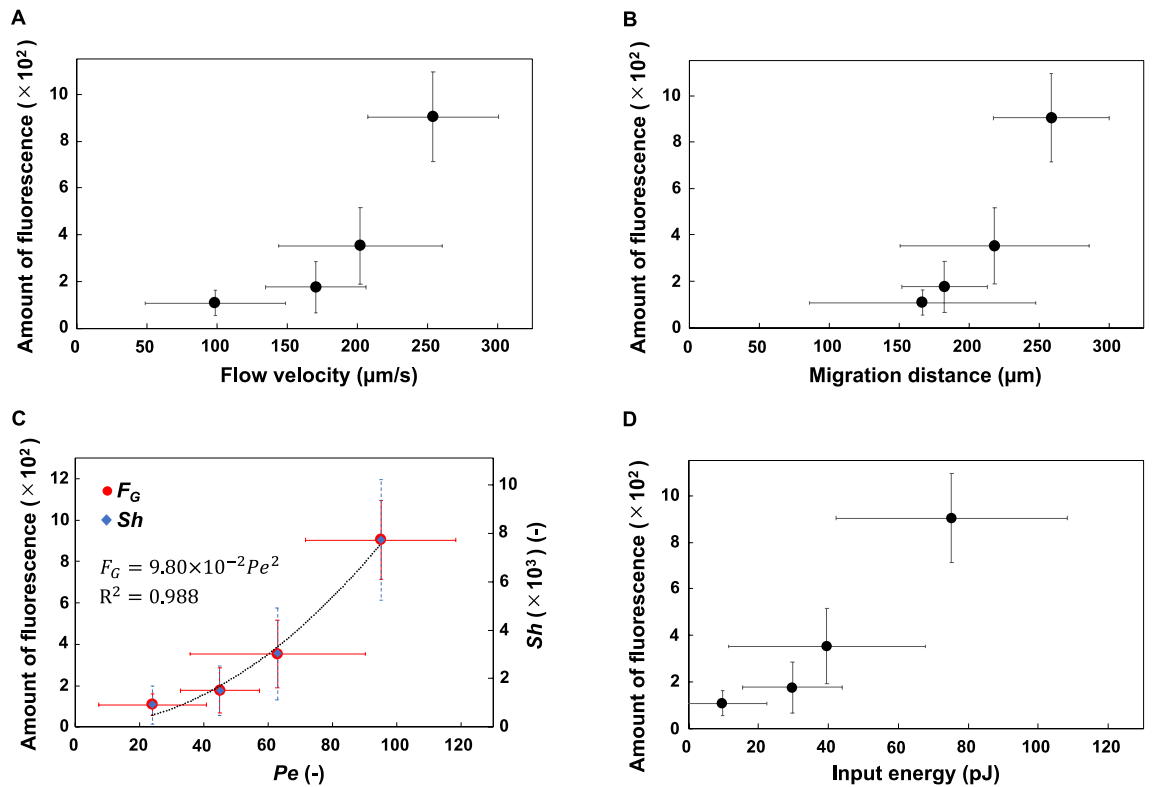 A
Amount of fluorescence (×10²)
10
8
6
4
2
0
0 50 100 150 200 250 300
Flow velocity (μm/s)
B
Amount of fluorescence (×10²)
10
8
6
4
2
0
0 50 100 150 200 250 300
Migration distance (μm)
C
Amount of fluorescence (×10²)
12
10
8
6
4
2
0
F_G
Sh
F_G = 9.80×10⁻²Pe²
R² = 0.988
10
8
6
4
2
0
Sh (×10³) (-)
0 20 40 60 80 100 120
Pe (-)
D
Amount of fluorescence (×10²)
10
8
6
4
2
0
0 20 40 60 80 100 120
Input energy (pJ)